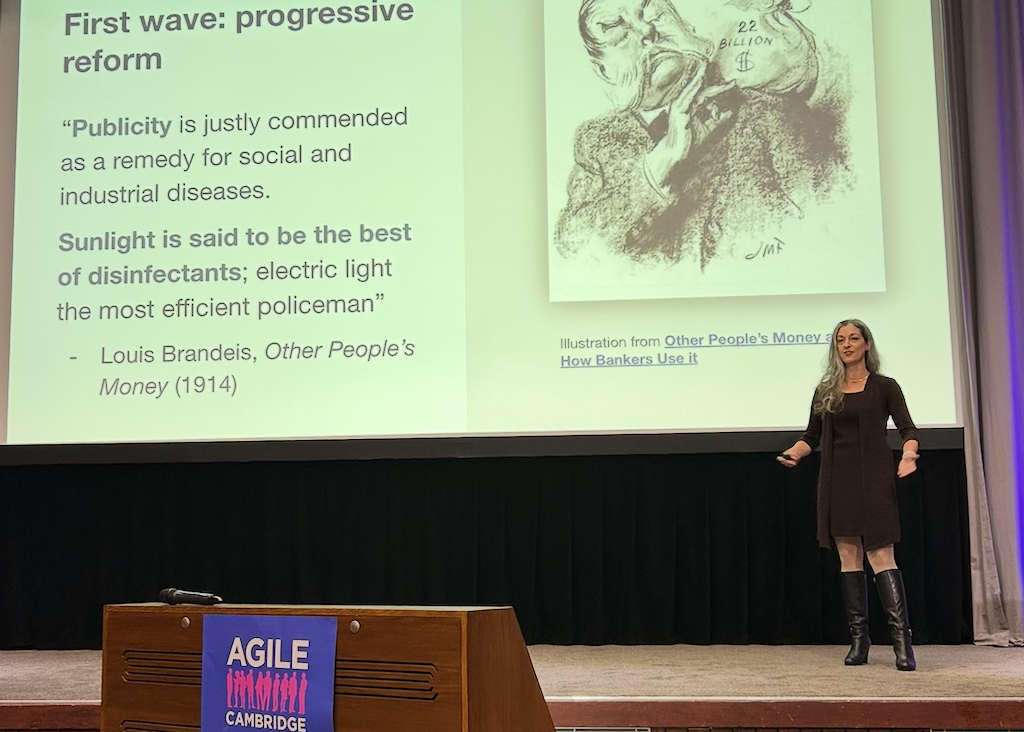 First wave: progressive
reform
“Publicity is justly commended
as a remedy for social and
industrial diseases.
Sunlight is said to be the best
of disinfectants; electric light
the most efficient policeman”
- Louis Brandeis, Other People’s
Money (1914)
22
BILLION
$
JMF
Illustration from Other People’s Money a
How Bankers Use it
AGILE
CAMBRIDGE